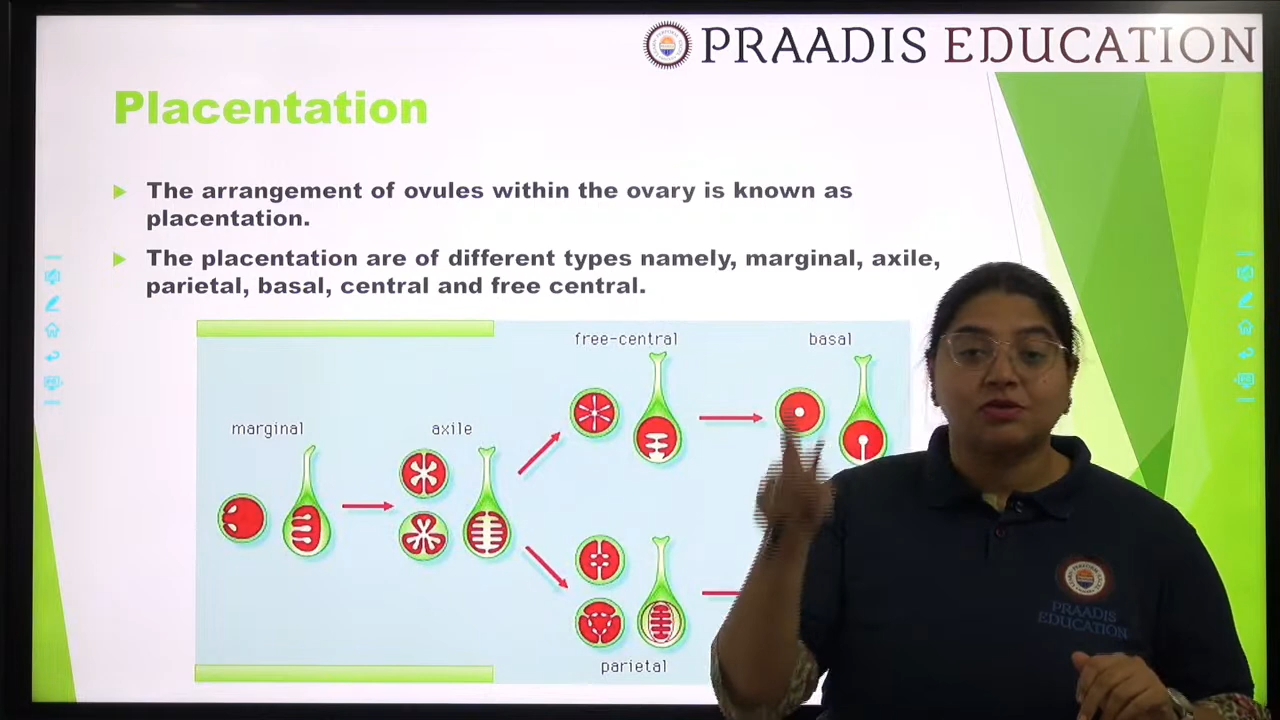 PRAADIS EDUCATION
Placentation
The arrangement of ovules within the ovary is known as
placentation.
The placentation are of different types namely, marginal, axile,
parietal, basal, central and free central.
free-central
basal
marginal
axile
parietal
PRAADIS
EDUCATION